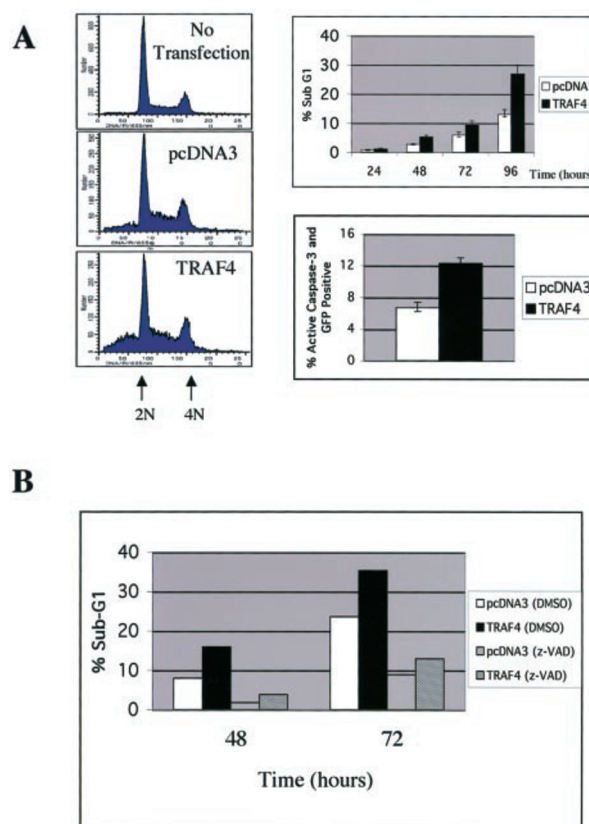 A
No
Transfection
pcDNA3
TRAF4
2N
4N
% Sub G1
40
30
20
10
0
24 48 72 96 Time (hours
pcDNA
TRAF4
% Active Caspase-3 and
GFP Positive
16
12
8
4
0
pcDNA3
TRAF4
B
% Sub-G1
40
30
20
10
0
48 72
Time (hours)
pcDNA3 (DMSO)
TRAF4 (DMSO)
pcDNA3 (z-VAD)
TRAF4 (z-VAD)